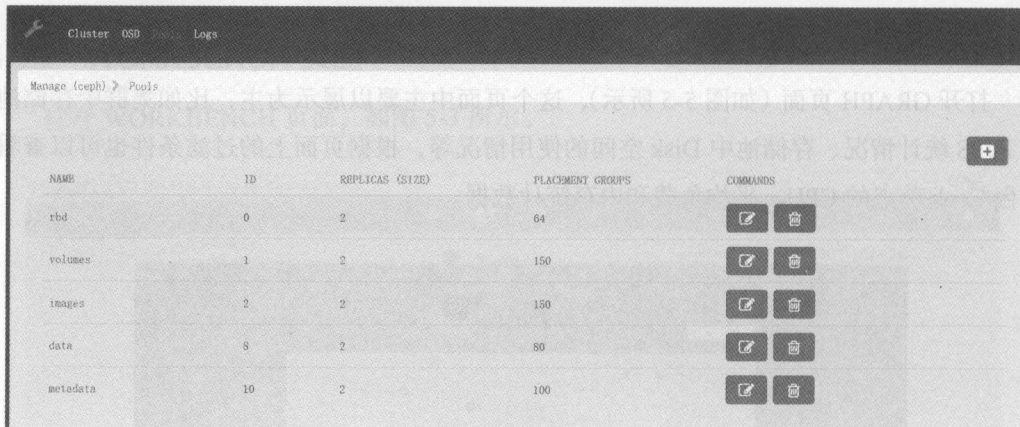 Cluster OSD Pools Logs
Manage (ceph) 》 Pools
NAME ID REPLICAS (SIZE) PLACEMENT GROUPS COMMANDS
rbd 0 2 64
volumes 1 2 150
images 2 2 150
data 8 2 80
metadata 10 2 100